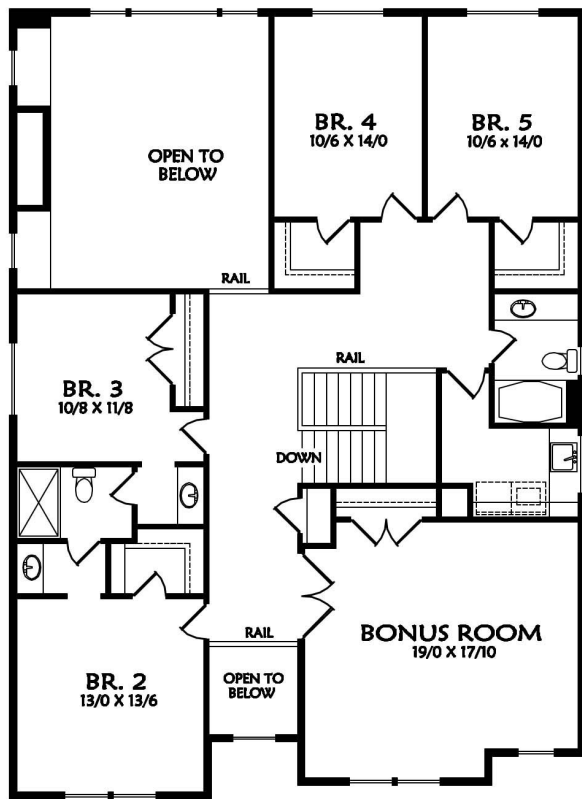 BR. 4
10/6 X 14/0
BR. 5
10/6 x 14/0
OPEN TO
BELOW
RAIL
BR. 3
10/8 X 11/8
RAIL
DOWN
BONUS ROOM
19/0 X 17/10
RAIL
OPEN TO
BELOW
BR. 2
13/0 X 13/6